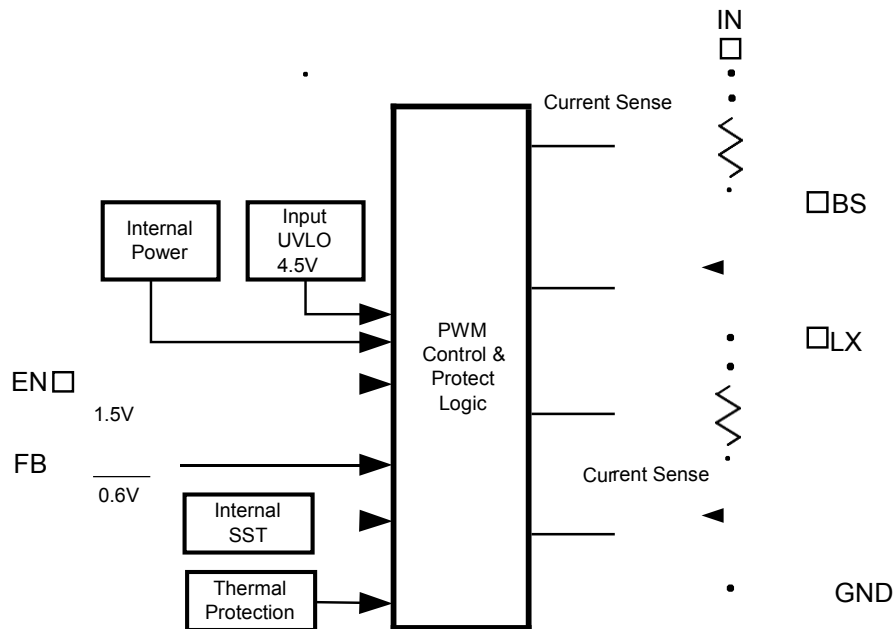 IN
Current Sense
BS
Internal
Power
Input
UVLO
4.5V
PWM
Control &
Protect
Logic
LX
EN
1.5V
FB
0.6V
Current Sense
Internal
SST
Thermal
Protection
GND